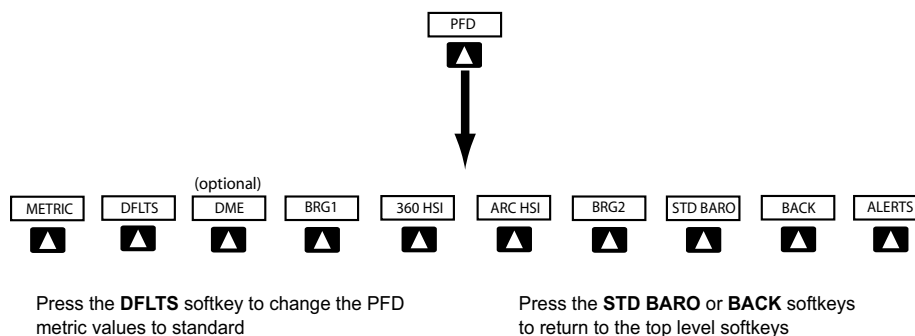 PFD
(optional)
METRIC DFLTS DME BRG1 360 HSI ARC HSI BRG2 STD BARO BACK ALERTS
Press the DFLTS softkey to change the PFD
metric values to standard
Press the STD BARO or BACK softkeys
to return to the top level softkeys